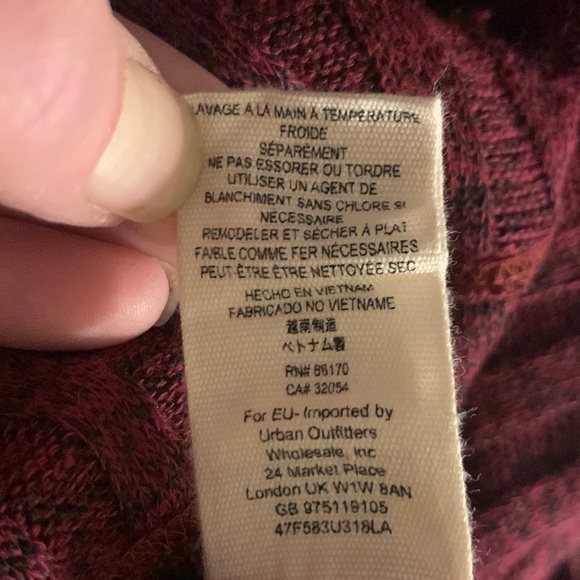 LAVAGE À LA MAIN À TEMPÉRATURE
FROIDE
SÉPARÉMENT
NE PAS ESSORER OU TORDRE
UTILISER UN AGENT DE
BLANCHIMENT SANS CHLORE SI
NÉCESSAIRE
REMODELER ET SÉCHER À PLAT
FAIBLE COMME FER NÉCESSAIRES
PEUT-ÊTRE ÊTRE NETTOYÉE SEC
HECHO EN VIETNAM
FABRICADO NO VIETNAME
越南制造
ベトナム製
RN# 66170
CA# 32054
For EU- Imported by
Urban Outfitters
Wholesale, Inc
24 Market Place
London UK W1W 8AN
GB 975119105
47F583U318LA